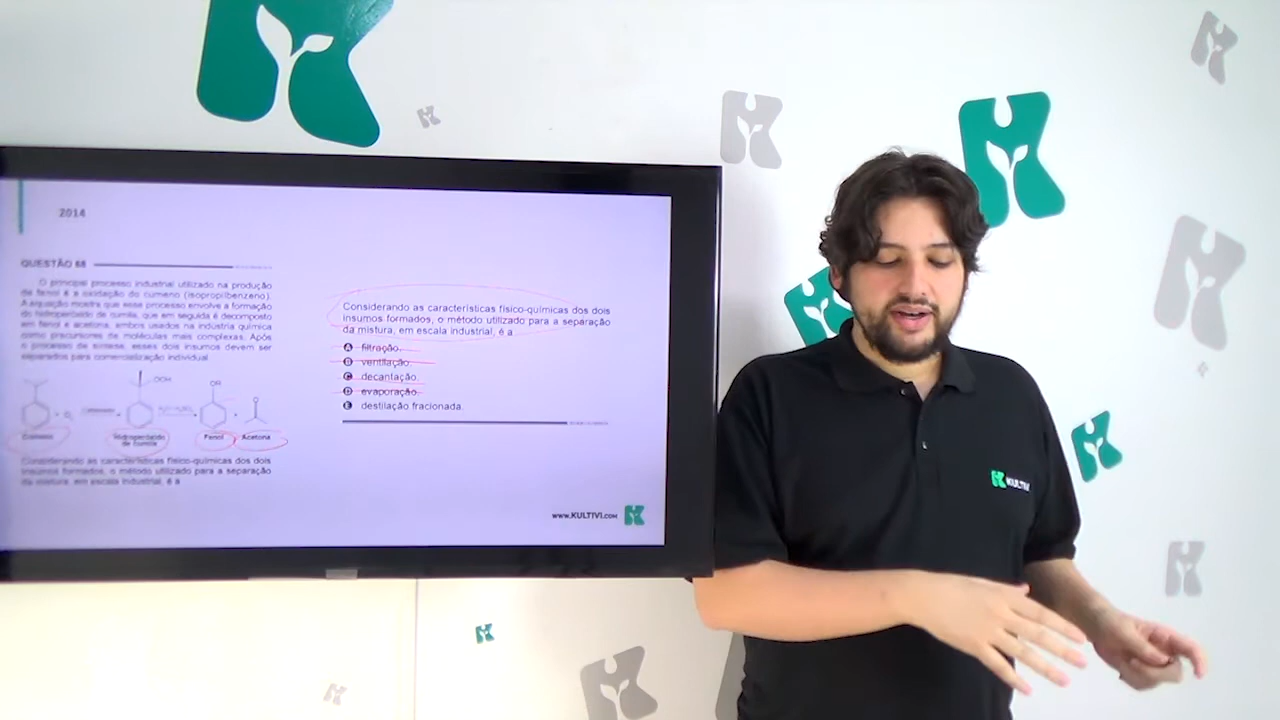 2014
QUESTÃO 68
O principal processo industrial utilizado na produção
de fenol é a oxidação do cumeno (isopropilbenzeno).
A equação mostra que esse processo envolve a formação
do hidroperóxido de cumila, que em seguida é decomposto
em fenol e acetona, ambos usados na indústria química
como precursores de moléculas mais complexas. Após
o processo de síntese, esses dois insumos devem ser
separados para comercialização individual.
Cumeno
Hidroperóxido
de cumila
Fenol
Acetona
Considerando as características físico-químicas dos dois
insumos formados, o método utilizado para a separação
da mistura, em escala industrial, é a
Considerando as características físico-químicas dos dois
insumos formados, o método utilizado para a separação
da mistura, em escala industrial, é a
A filtração.
B ventilação.
C decantação.
D evaporação.
E destilação fracionada.
www.KULTIVI.COM
KULTIVI